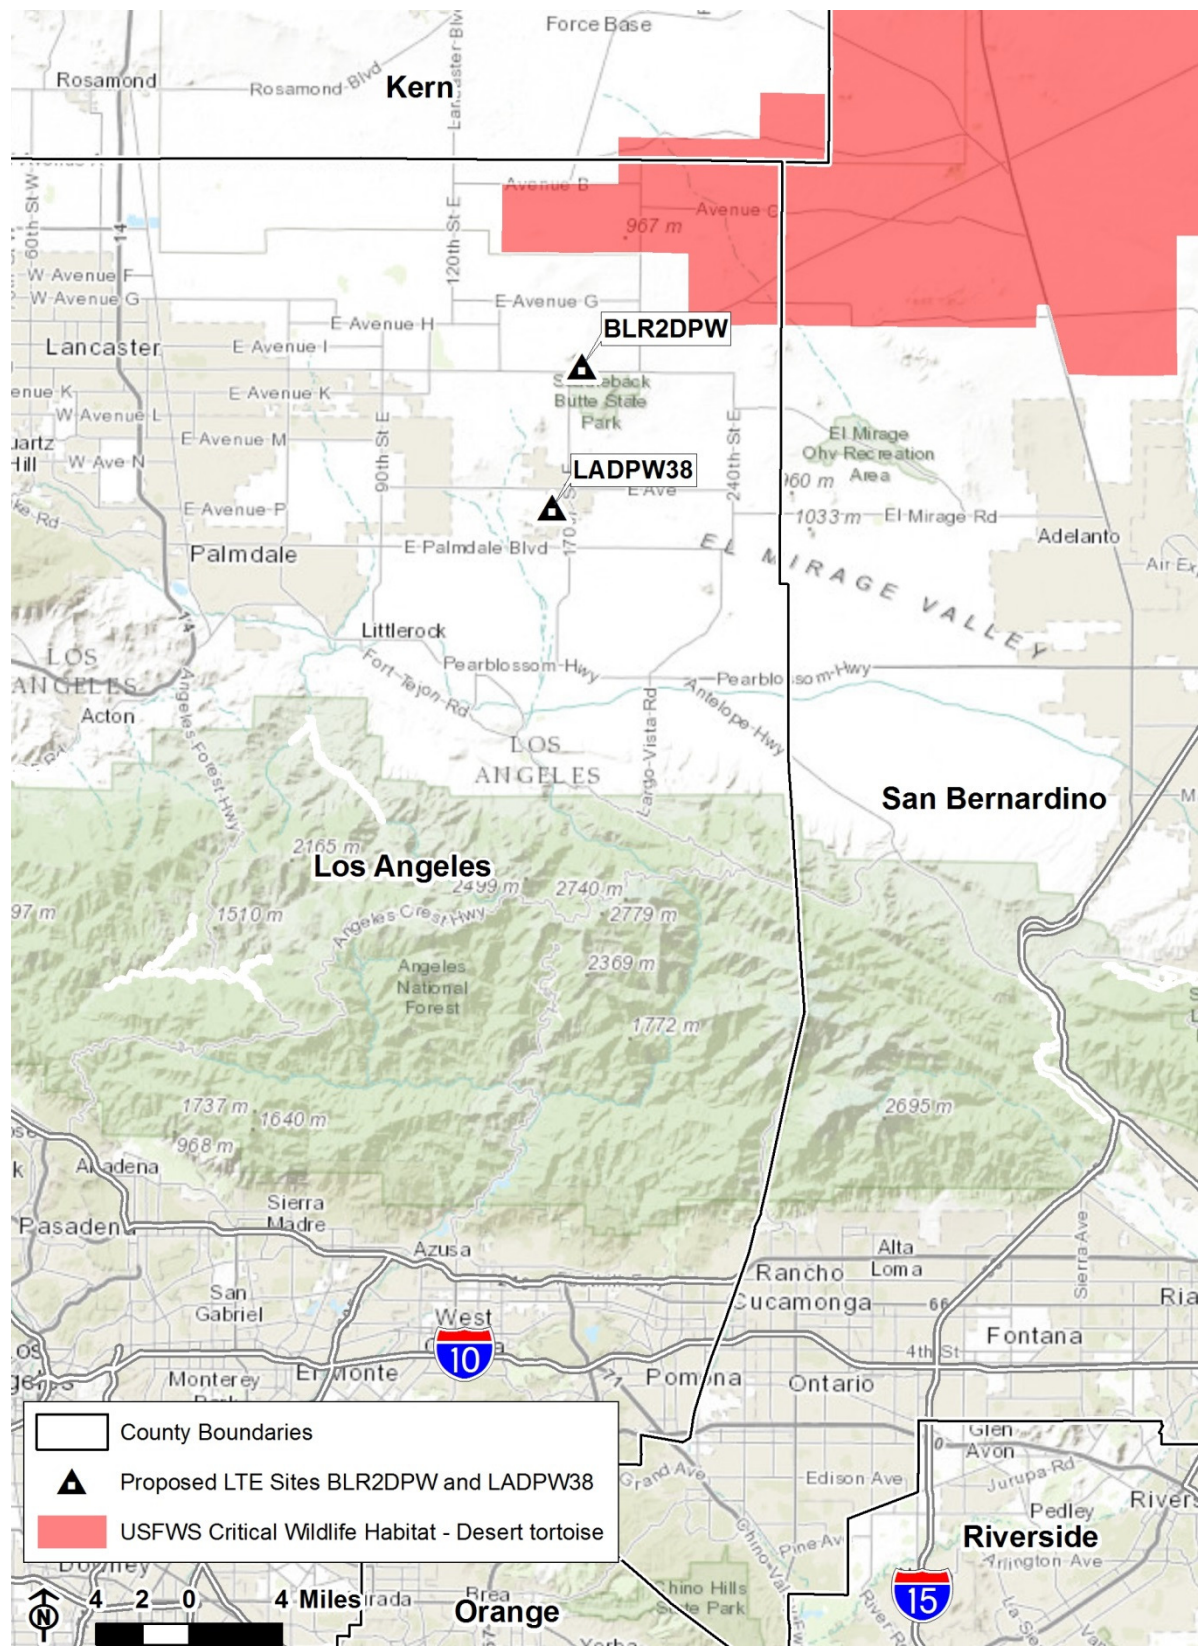 Force Base
Rosamond
Rosamond-Blvd
Kern
Lancaster-Blvd
60th-St-W
14
Avenue B
Avenue C
967 m
120th-St-E
W Avenue F
W Avenue G
E Avenue G
E Avenue H
BLR2DPW
Lancaster
E Avenue I
enue K
E Avenue K
Butte State
Park
W Avenue L
E Avenue M
Hill
W Ave N
90th-St-E
240th-St-E
El Mirage
Ohv Recreation
Area
LADPW38
E Ave
960 m
1033 m
El Mirage Rd
E Avenue P
Adelanto
Palmdale
E Palmdale Blvd
EL MIRAGE VALLEY
14
Littlerock
LOS
ANGELES
Fort-Tejon-Rd
Pearblossom-Hwy
Pearblossom-Hwy
Antelope-Hwy
Largo-Vista-Rd
Acton
Angeles-Forest-Hwy
LOS
ANGELES
San Bernardino
2165 m
Los Angeles
2499 m
2740 m
2779 m
97 m
1510 m
Angeles Crest Hwy
2369 m
Angeles
National
Forest
1772 m
1737 m
1640 m
968 m
2695 m
Sierra
Madre
Pasadena
Azusa
Alta
Loma
Sierra Ave
Rancho
Cucamonga
66
San
Gabriel
West
Fontana
10
4th St
71
El Monte
Monterey
Pomona
Ontario
County Boundaries
Proposed LTE Sites BLR2DPW and LADPW38
USFWS Critical Wildlife Habitat - Desert tortoise
Glen
Avon
Jurupa-Rd
Grand Ave
Edison Ave
Pedley
Rivers
Pine Av
Riverside
Arlington Ave
Downey
Chino Hills
State Park
15
N
4 2 0 4 Miles
Brea
Orange